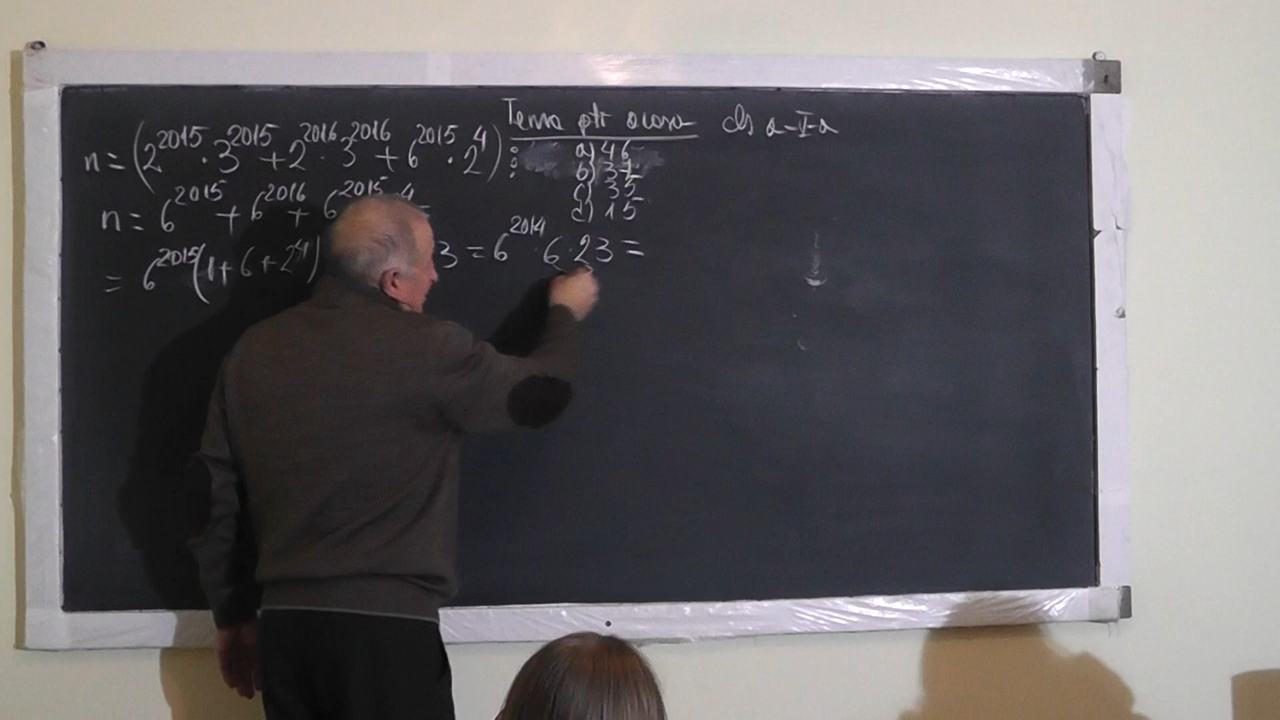 Tema ptr acasa cls a-V-a
n = (2^2015 · 3^2015 + 2^2016 · 3^2016 + 6^2015 · 2^4) ⋮
a) 46
b) 37
c) 35
d) 15
n = 6^2015 + 6^2016 + 6^2015 4 =
= 6^2015 (1+6+2^4) 3 = 6^2014 · 6 · 23 =